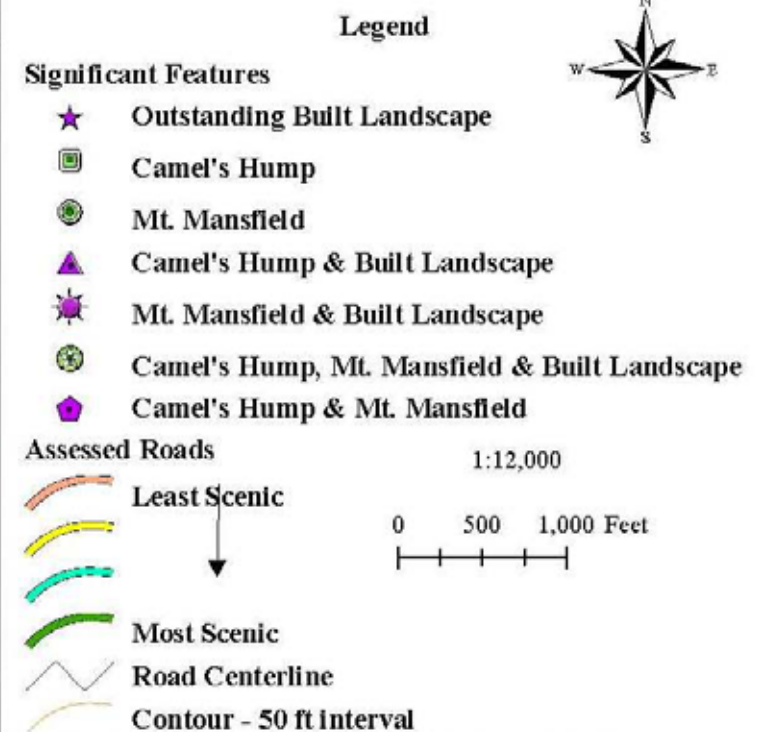 Legend
N
W
E
S
Significant Features
Outstanding Built Landscape
Camel's Hump
Mt. Mansfield
Camel's Hump & Built Landscape
Mt. Mansfield & Built Landscape
Camel's Hump, Mt. Mansfield & Built Landscape
Camel's Hump & Mt. Mansfield
Assessed Roads
1:12,000
Least Scenic
0 500 1,000 Feet
Most Scenic
Road Centerline
Contour - 50 ft interval